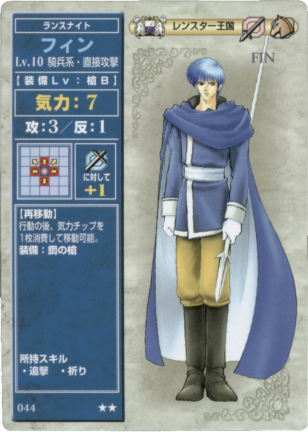 ランスナイト
フィン
Lv.10 騎兵系・直接攻撃
【装備Lv：槍B】
気力：7
攻：3／反：1
に対して
+1
【再移動】
行動の後、気力チップを
1枚消費して移動可能。
装備：鋼の槍
所持スキル
・追撃 ・祈り
044
★★
レンスター王国
FIN